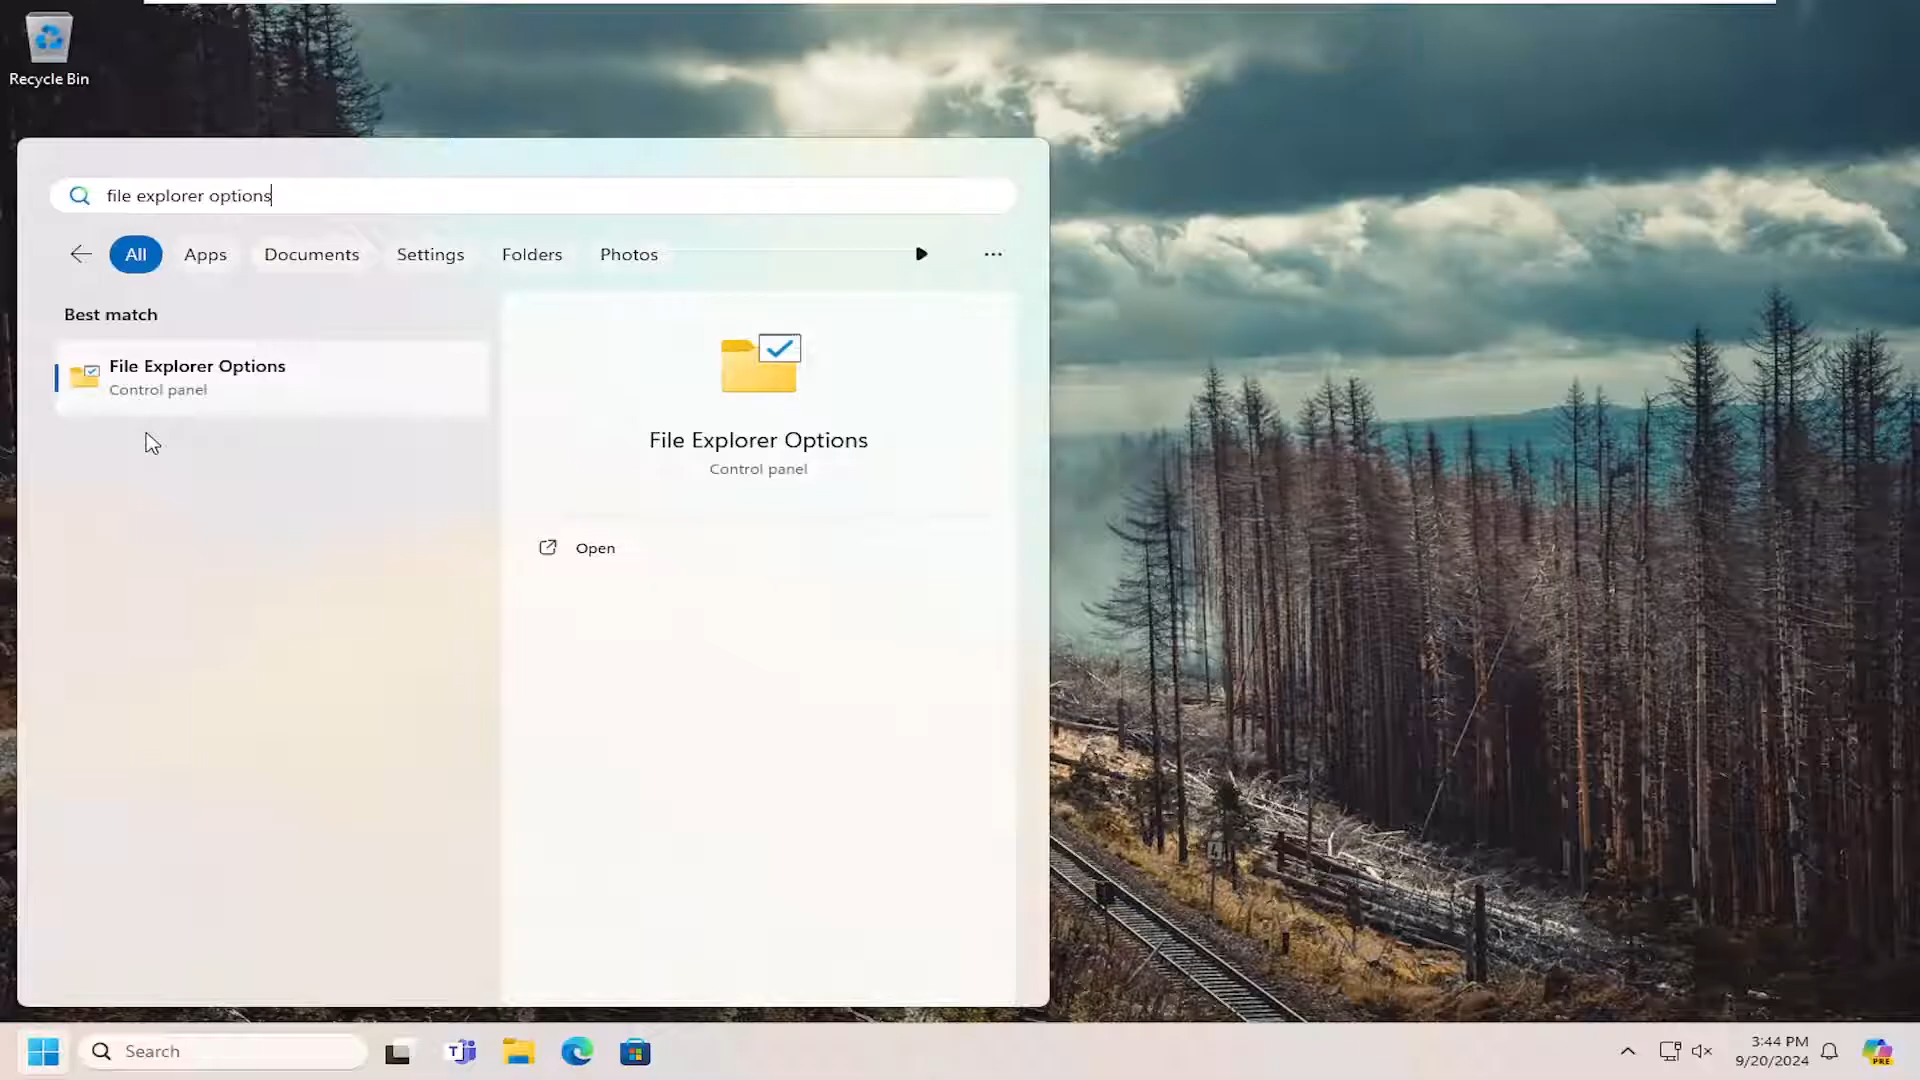 Recycle Bin
file explorer options
All Apps Documents Settings Folders Photos
Best match
File Explorer Options
Control panel
File Explorer Options
Control panel
Open
Search
3:44 PM
9/20/2024
PRE